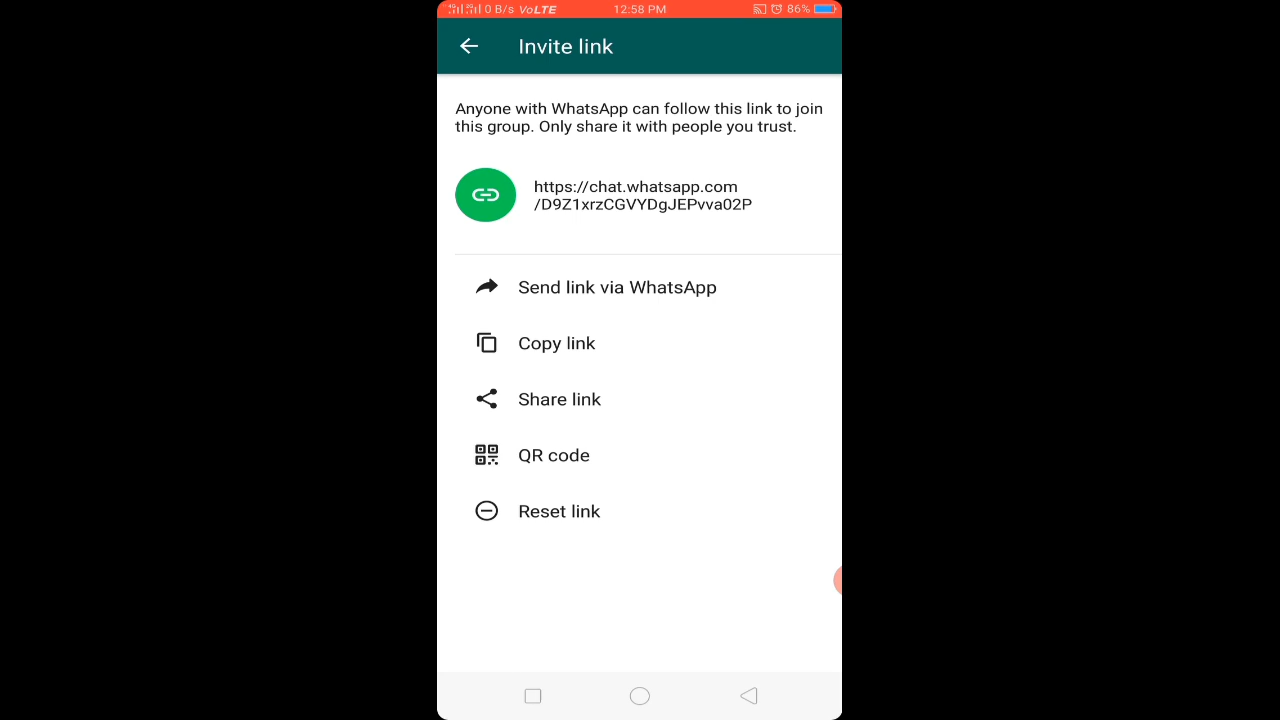 4G 2G 0 B/s VoLTE 12:58 PM 86%
Invite link
Anyone with WhatsApp can follow this link to join
this group. Only share it with people you trust.
https://chat.whatsapp.com
/D9Z1xrzCGVYDgJEPvva02P
Send link via WhatsApp
Copy link
Share link
QR code
Reset link